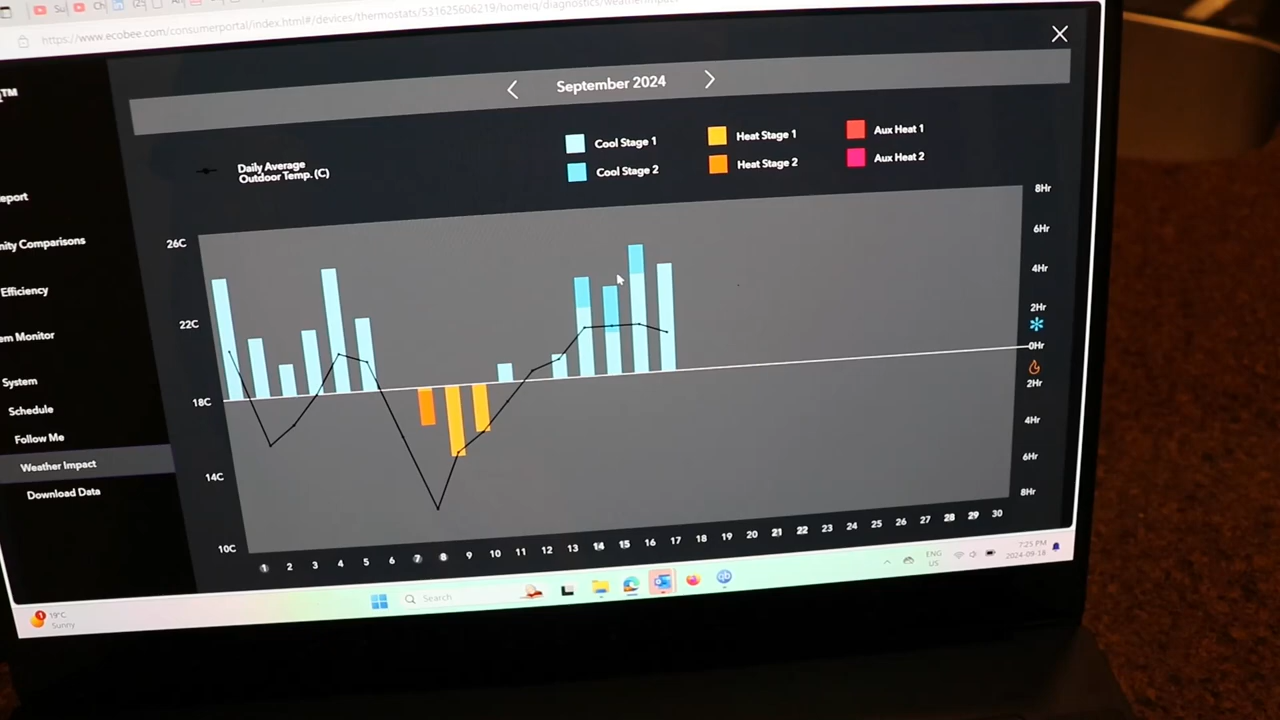 https://www.ecobee.com/consumerportal/index.html#/devices/thermostats/531625606219/homeiq/diagnostics/weatherimpact
TM
September 2024
Daily Average
Outdoor Temp. (C)
Cool Stage 1
Heat Stage 1
Aux Heat 1
Cool Stage 2
Heat Stage 2
Aux Heat 2
eport
nity Comparisons
Efficiency
em Monitor
System
Schedule
Follow Me
Weather Impact
Download Data
26C
22C
18C
14C
10C
8Hr
6Hr
4Hr
2Hr
0Hr
2Hr
4Hr
6Hr
8Hr
1 2 3 4 5 6 7 8 9 10 11 12 13 14 15 16 17 18 19 20 21 22 23 24 25 26 27 28 29 30
19°C
Sunny
Search
qb
ENG
US
7:25 PM
2024-09-18